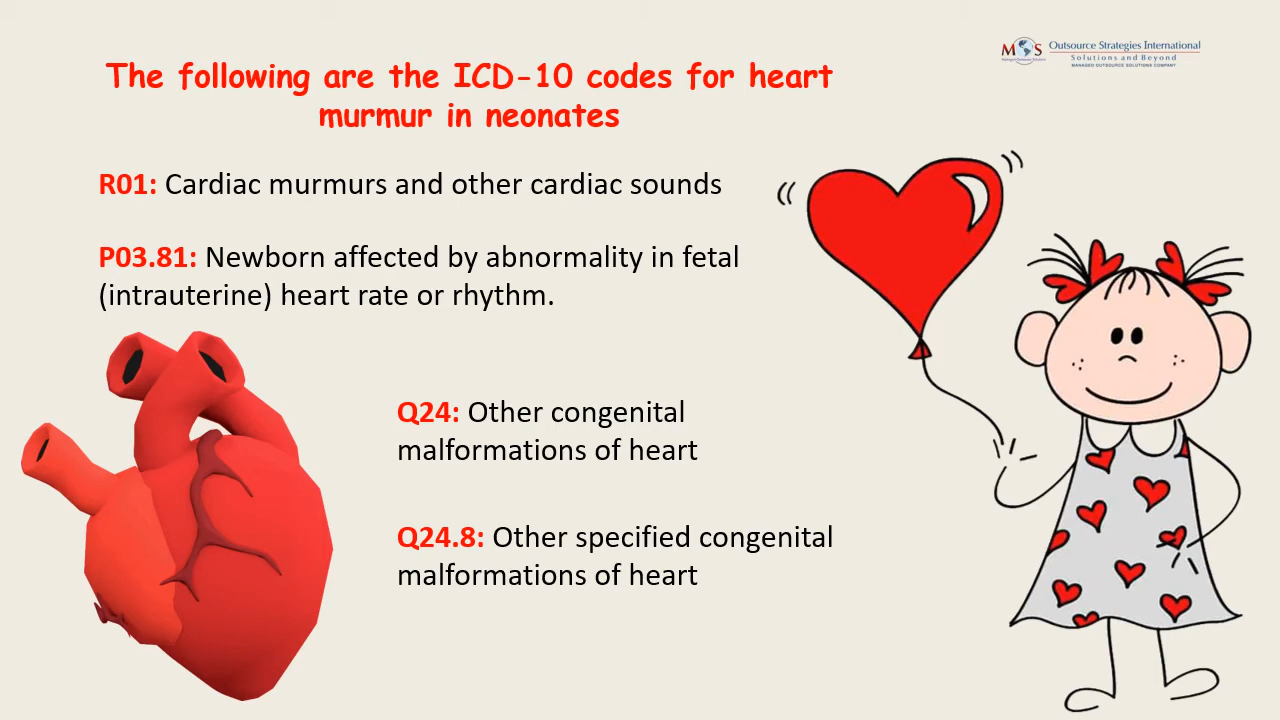 M S Outsource Strategies International
Solutions and Beyond
MANAGED OUTSOURCE SOLUTIONS COMPANY
The following are the ICD-10 codes for heart
murmur in neonates
R01: Cardiac murmurs and other cardiac sounds
P03.81: Newborn affected by abnormality in fetal
(intrauterine) heart rate or rhythm.
Q24: Other congenital
malformations of heart
Q24.8: Other specified congenital
malformations of heart